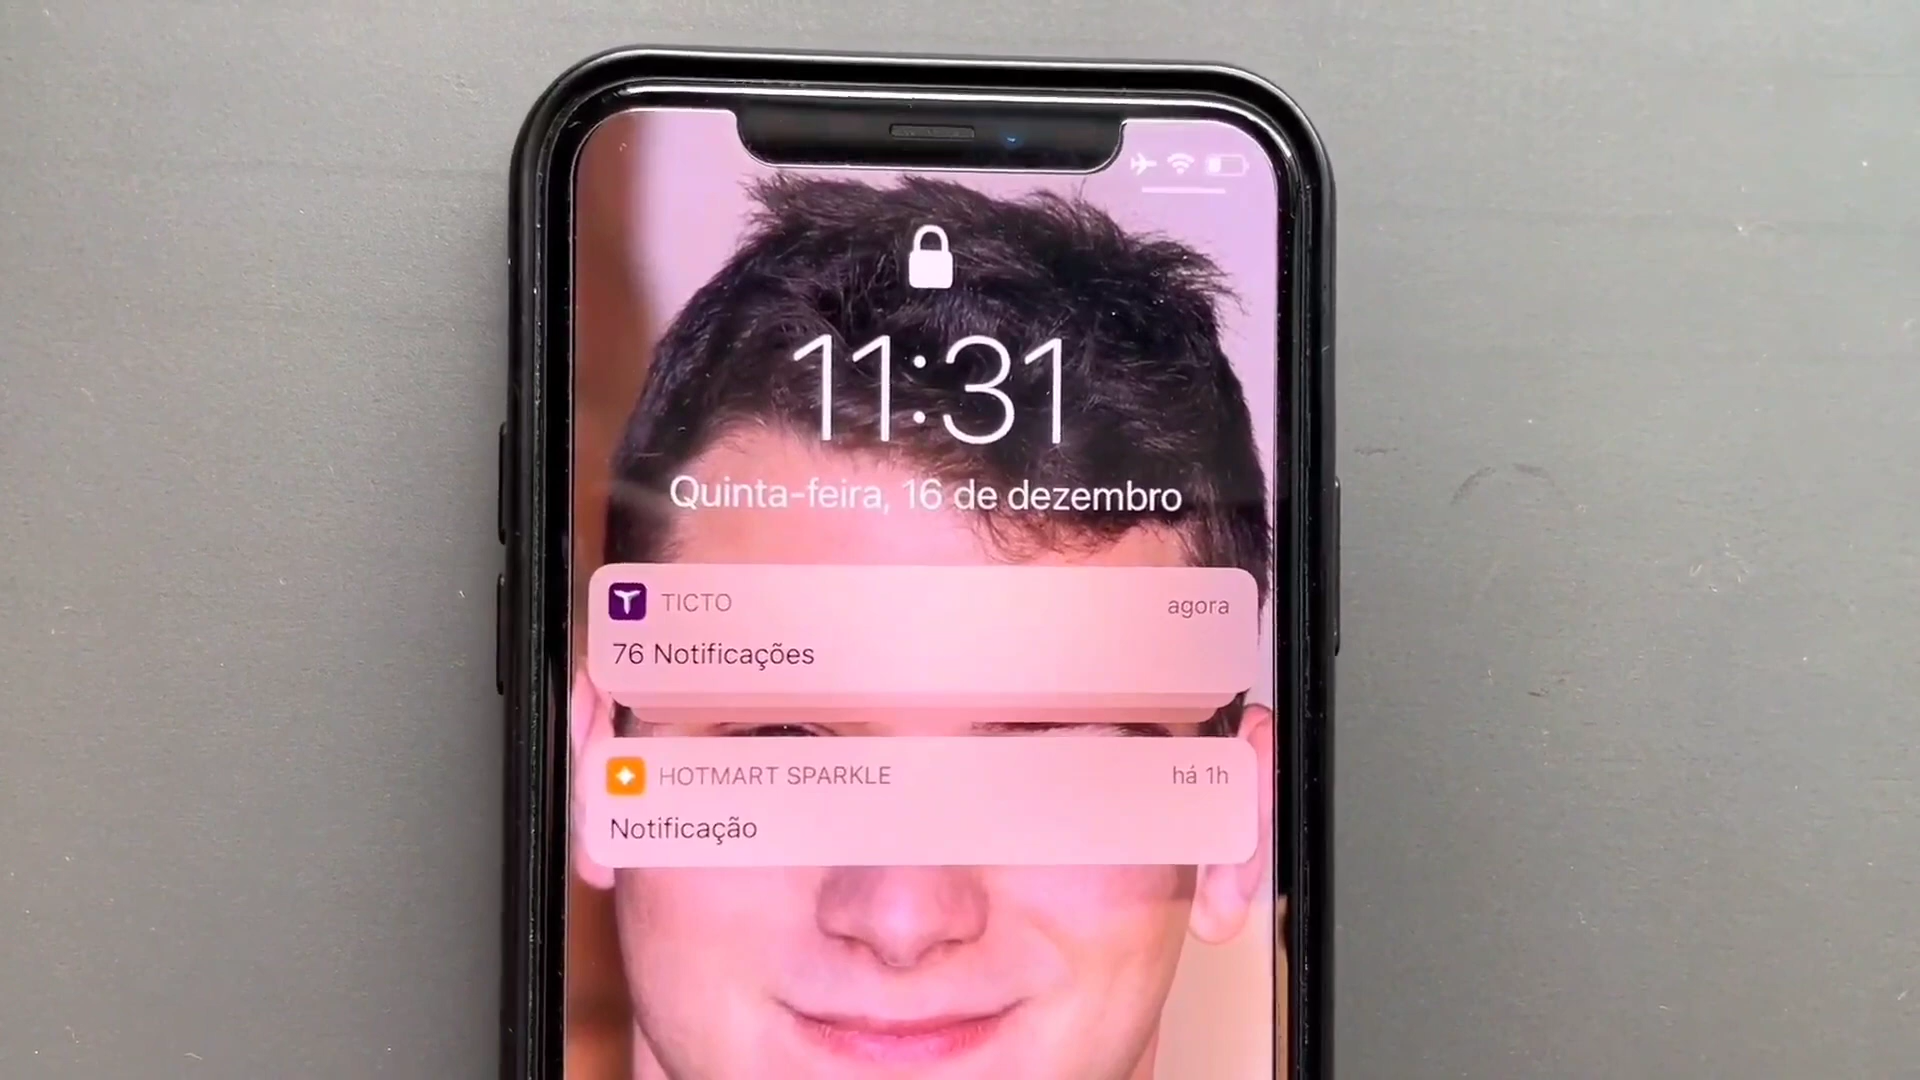 11:31
Quinta-feira, 16 de dezembro
TICTO
agora
76 Notificações
HOTMART SPARKLE
há 1h
Notificação